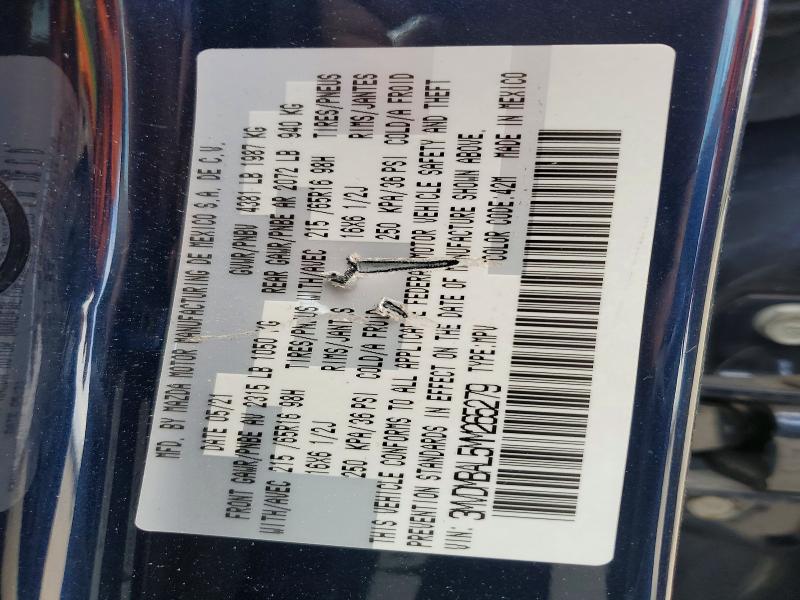 MFD. BY MAZDA MOTOR MANUFACTURING DE MEXICO S.A. DE C.V.
DATE 05/21 GVWR/PNBV 4381 LB 1987 KG
FRONT GAWR/PNBE AV 2315 LB 1050 KG REAR GAWR/PNBE AR 2072 LB 940 KG
WITH/AVEC 215 /65R16 98H TIRES/PNEUS WITH/AVEC 215 /65R16 98H TIRES/PNEUS
16X6 1/2J RIMS/JANTES 16X6 1/2J RIMS/JANTES
250 KPA/36 PSI COLD/A FROID 250 KPA/36 PSI COLD/A FROID
THIS VEHICLE CONFORMS TO ALL APPLICABLE FEDERAL MOTOR VEHICLE SAFETY AND THEFT
PREVENTION STANDARDS IN EFFECT ON THE DATE OF MANUFACTURE SHOWN ABOVE.
VIN: 3MVDMBAL5MM265279 TYPE:MPV COLOR CODE:42M MADE IN MEXICO